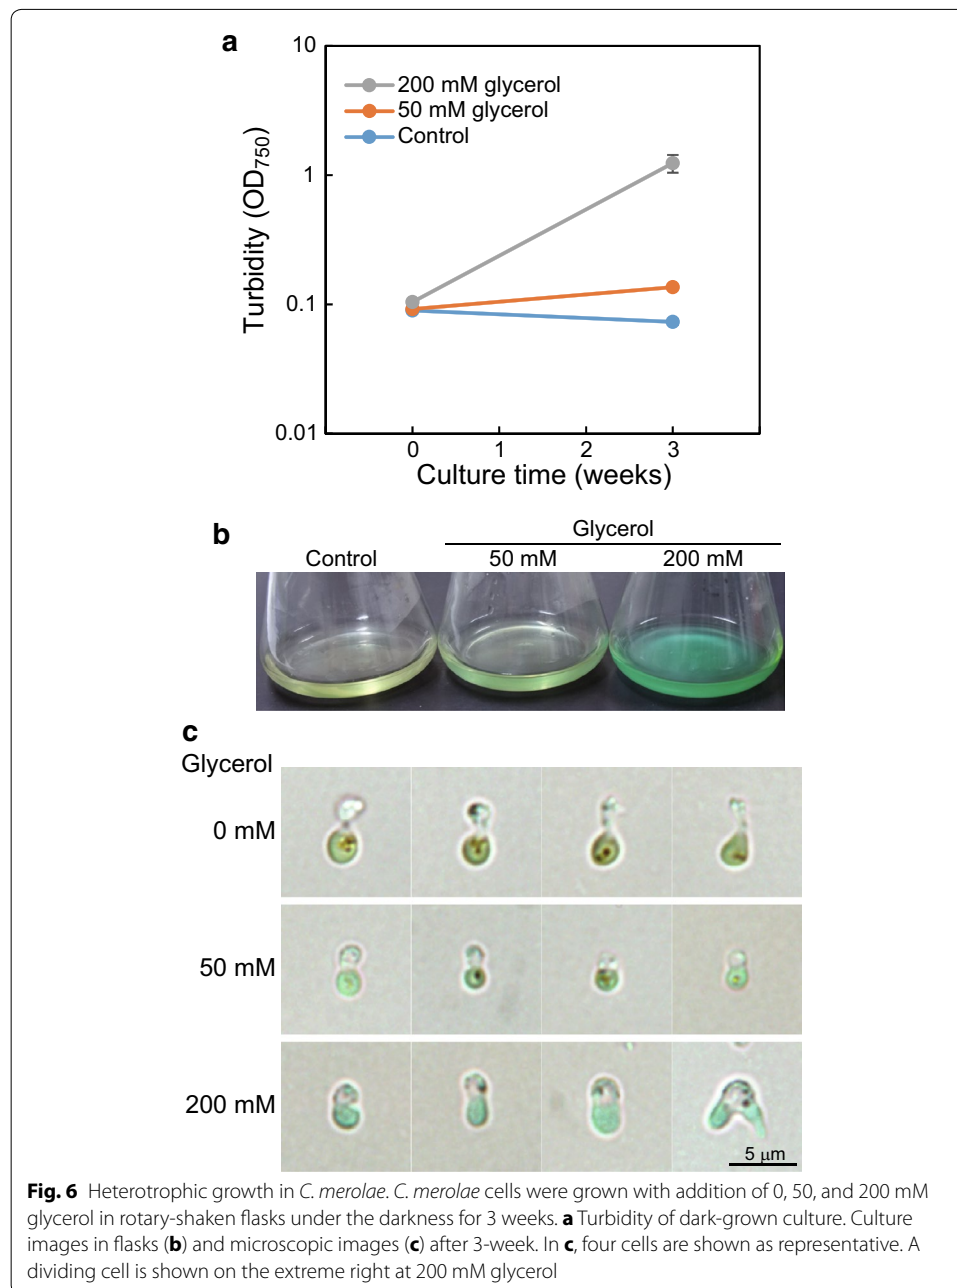 a
10
1
0.1
0.01
Turbidity (OD750)
200 mM glycerol
50 mM glycerol
Control
0 1 2 3
Culture time (weeks)
b
Glycerol
Control 50 mM 200 mM
c
Glycerol
0 mM
50 mM
200 mM
5 μm
Fig. 6 Heterotrophic growth in C. merolae. C. merolae cells were grown with addition of 0, 50, and 200 mM
glycerol in rotary-shaken flasks under the darkness for 3 weeks. a Turbidity of dark-grown culture. Culture
images in flasks (b) and microscopic images (c) after 3-week. In c, four cells are shown as representative. A
dividing cell is shown on the extreme right at 200 mM glycerol